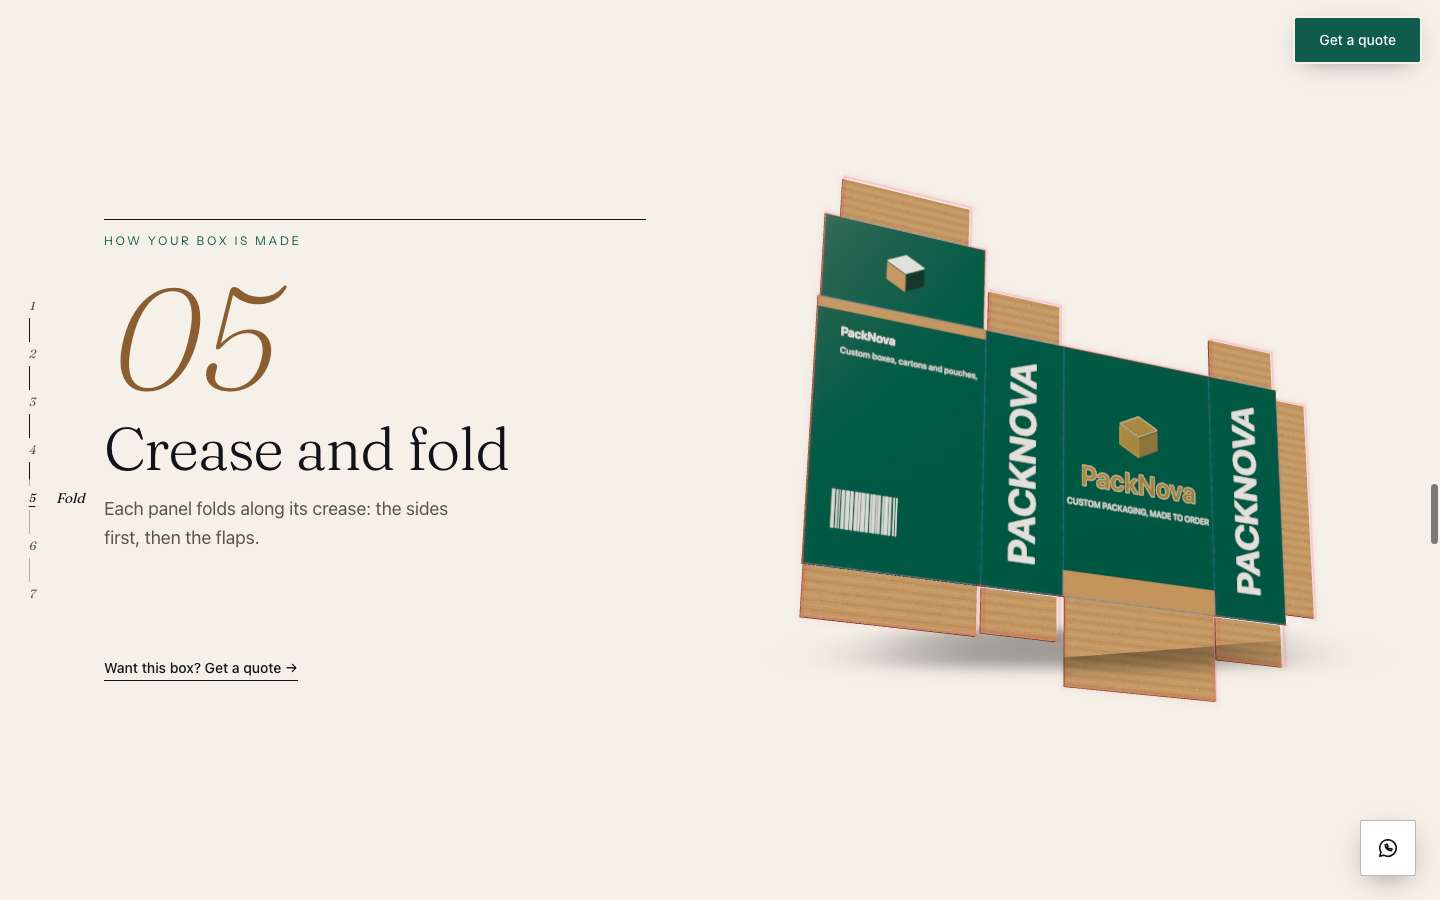 Get a quote
HOW YOUR BOX IS MADE
05
Crease and fold
Each panel folds along its crease: the sides
first, then the flaps.
Want this box? Get a quote →
1
2
3
4
5 Fold
6
7
PackNova
Custom boxes, cartons and pouches,
PACKNOVA
PackNova
CUSTOM PACKAGING, MADE TO ORDER
PACKNOVA